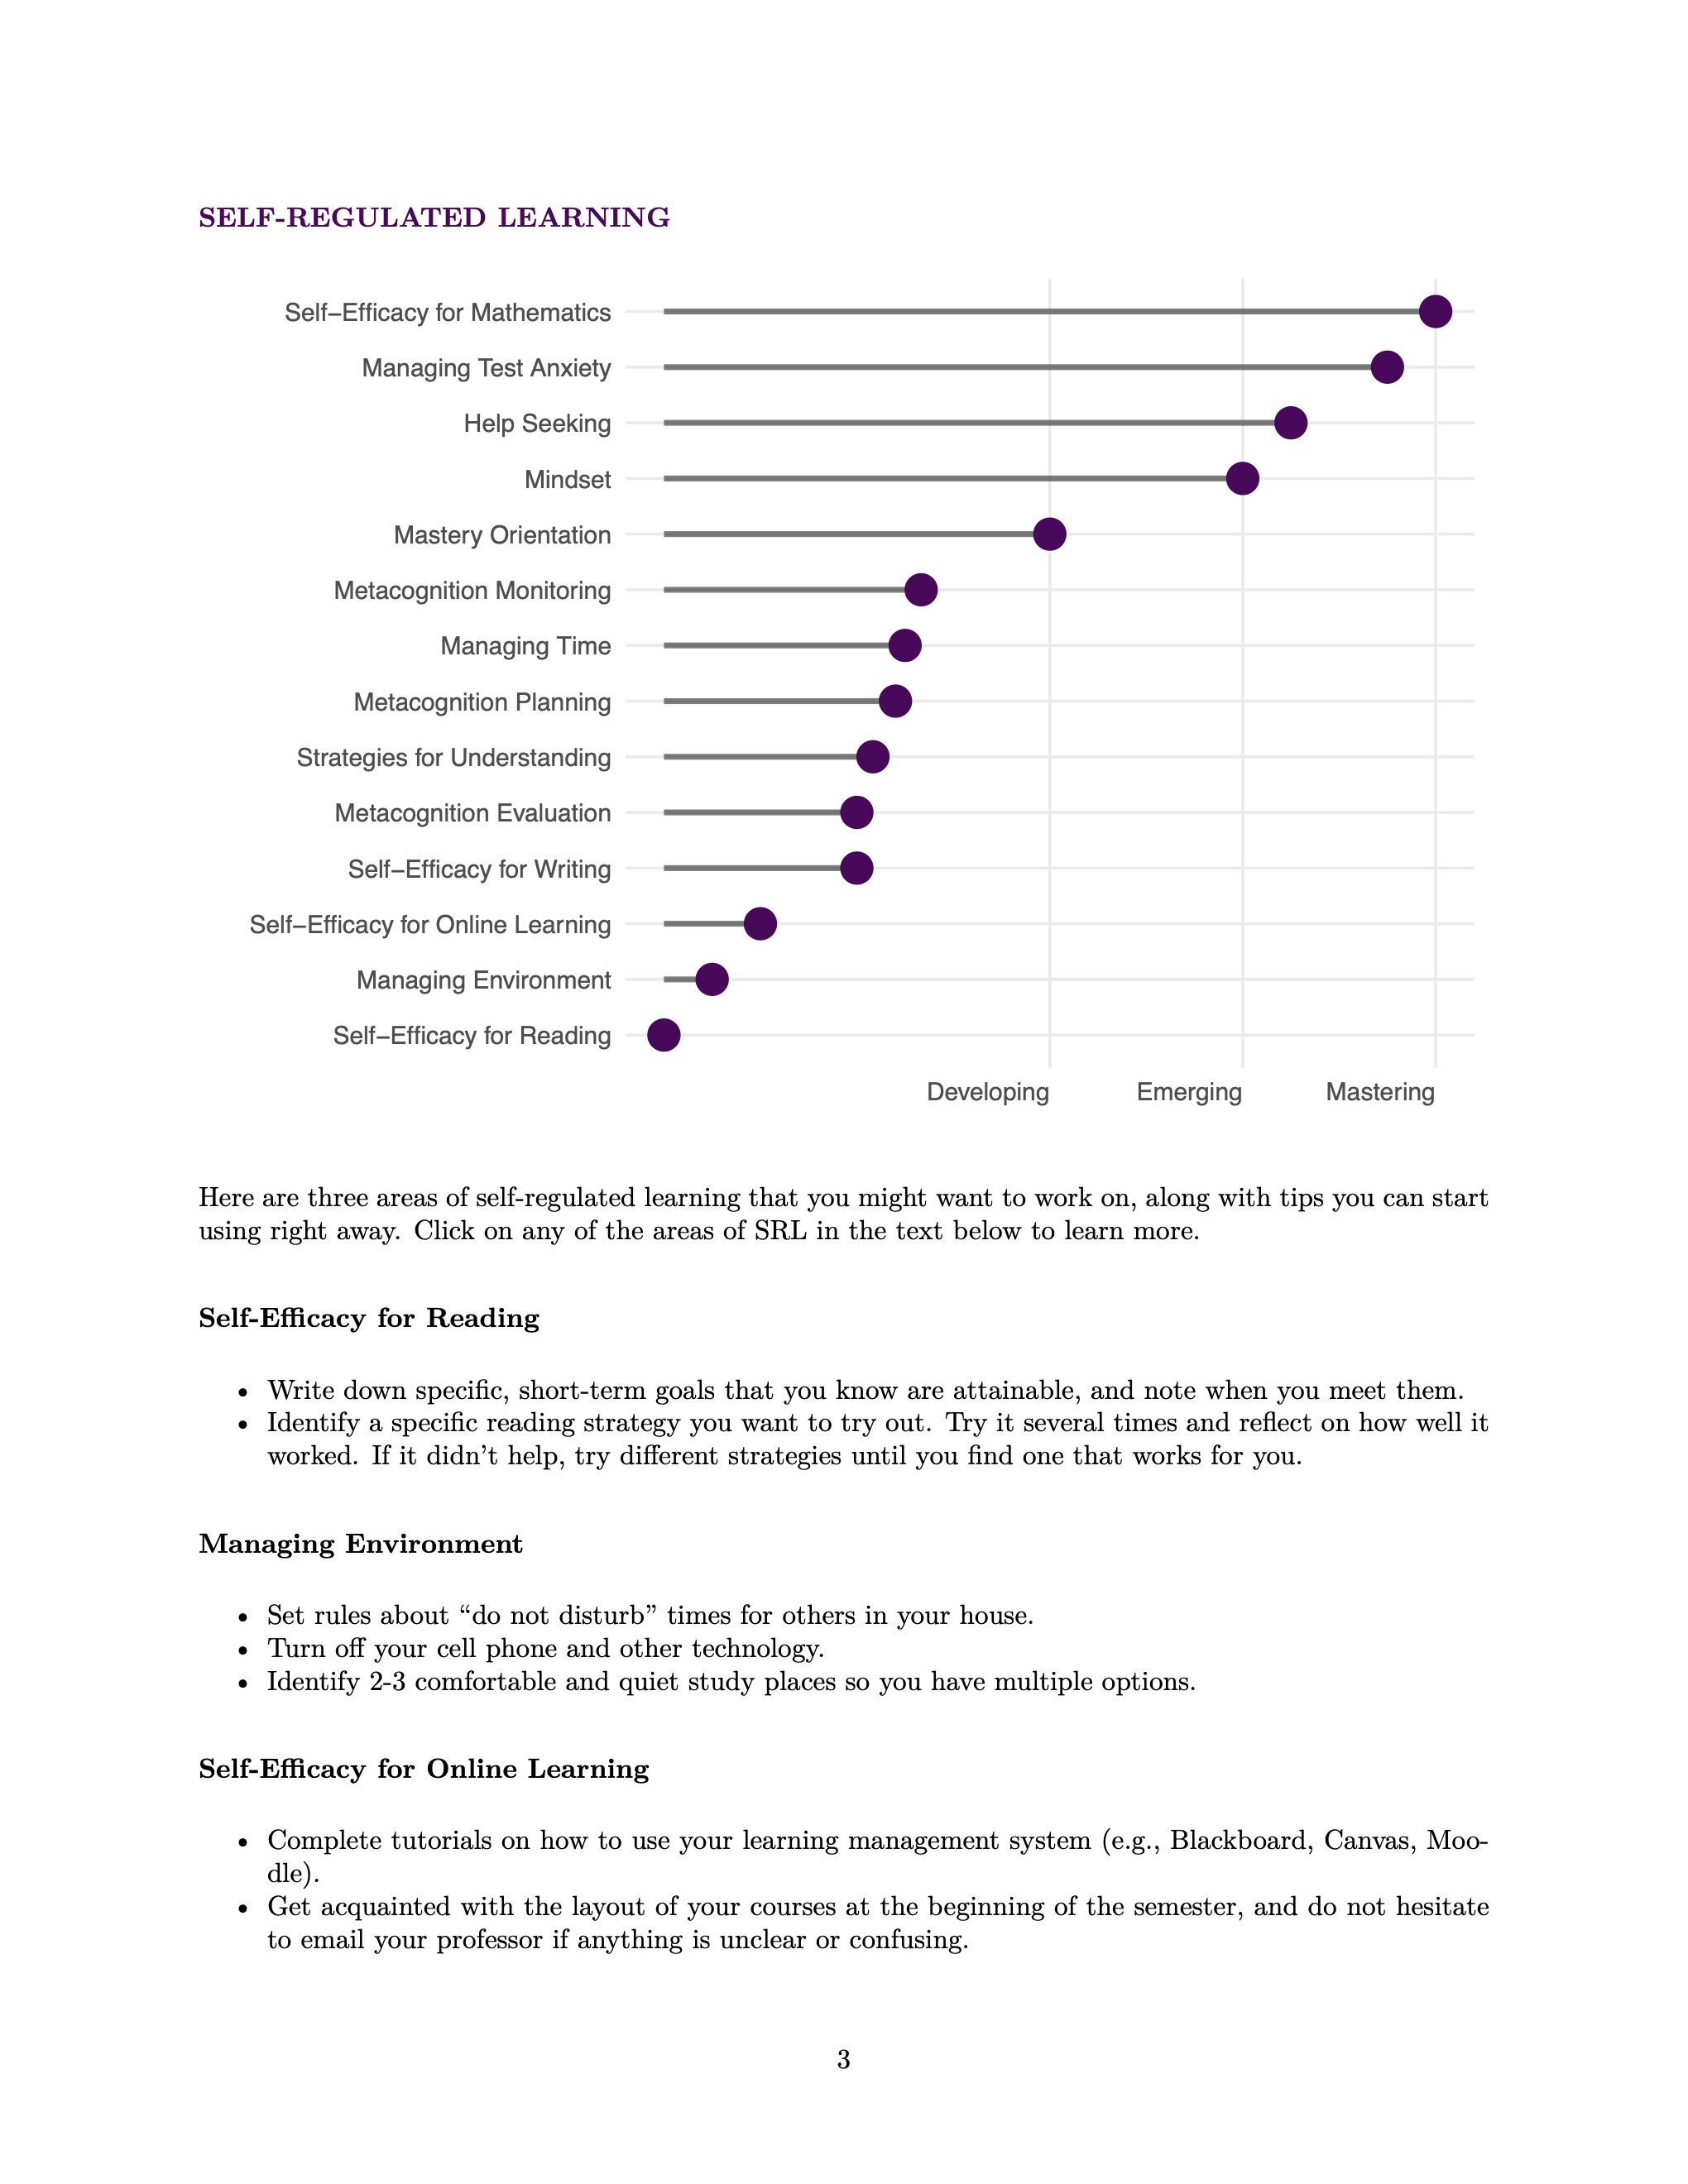 SELF-REGULATED LEARNING
Self−Efficacy for Mathematics
Managing Test Anxiety
Help Seeking
Mindset
Mastery Orientation
Metacognition Monitoring
Managing Time
Metacognition Planning
Strategies for Understanding
Metacognition Evaluation
Self−Efficacy for Writing
Self−Efficacy for Online Learning
Managing Environment
Self−Efficacy for Reading
Developing Emerging Mastering
Here are three areas of self-regulated learning that you might want to work on, along with tips you can start
using right away. Click on any of the areas of SRL in the text below to learn more.
Self-Efficacy for Reading
• Write down specific, short-term goals that you know are attainable, and note when you meet them.
• Identify a specific reading strategy you want to try out. Try it several times and reflect on how well it
worked. If it didn’t help, try different strategies until you find one that works for you.
Managing Environment
• Set rules about “do not disturb” times for others in your house.
• Turn off your cell phone and other technology.
• Identify 2-3 comfortable and quiet study places so you have multiple options.
Self-Efficacy for Online Learning
• Complete tutorials on how to use your learning management system (e.g., Blackboard, Canvas, Moo-
dle).
• Get acquainted with the layout of your courses at the beginning of the semester, and do not hesitate
to email your professor if anything is unclear or confusing.
3